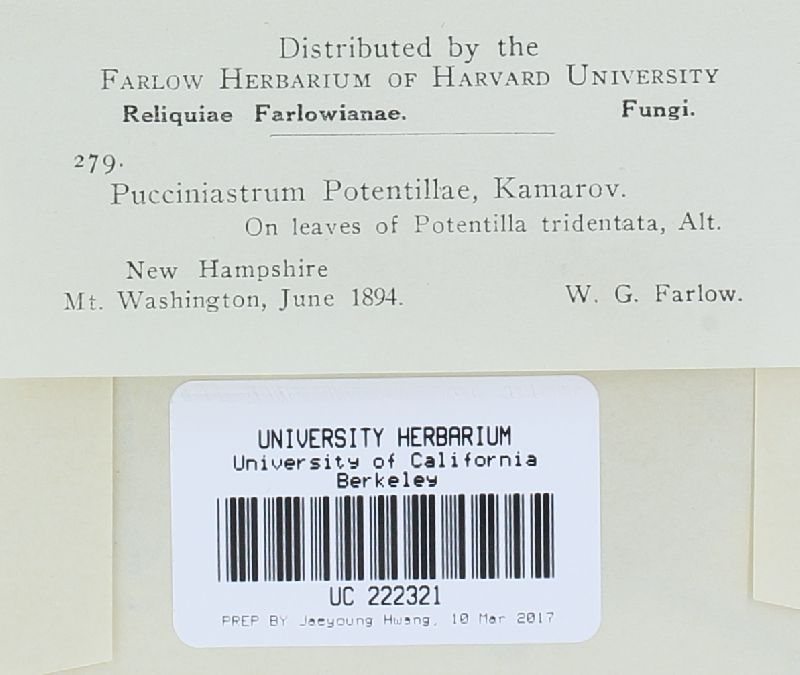 Distributed by the
FARLOW HERBARIUM OF HARVARD UNIVERSITY
Reliquiae Farlowianae. Fungi.
279.
Pucciniastrum Potentillae, Kamarov.
On leaves of Potentilla tridentata, Alt.
New Hampshire
Mt. Washington, June 1894. W. G. Farlow.
UNIVERSITY HERBARIUM
University of California
Berkeley
UC 222321
PREP BY Jaeyoung Hwang, 10 Mar 2017